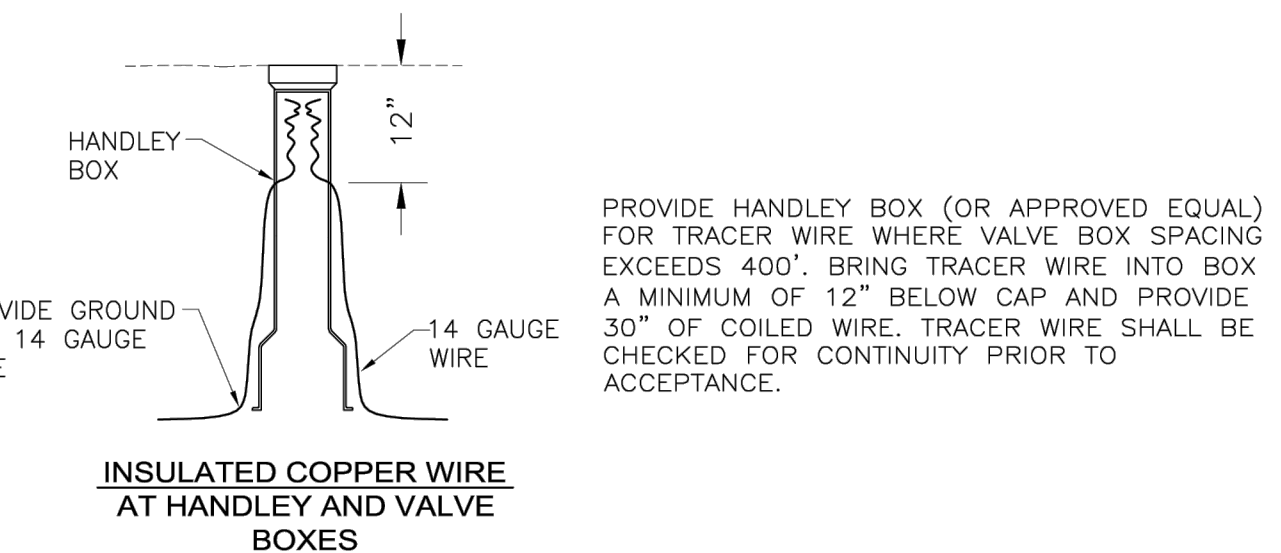 12"
HANDLEY
BOX
GROUND
14 GAUGE
14 GAUGE
WIRE
INSULATED COPPER WIRE
AT HANDLEY AND VALVE
BOXES
PROVIDE HANDLEY BOX (OR APPROVED EQUAL)
FOR TRACER WIRE WHERE VALVE BOX SPACING
EXCEEDS 400'. BRING TRACER WIRE INTO BOX
A MINIMUM OF 12" BELOW CAP AND PROVIDE
30" OF COILED WIRE. TRACER WIRE SHALL BE
CHECKED FOR CONTINUITY PRIOR TO
ACCEPTANCE.